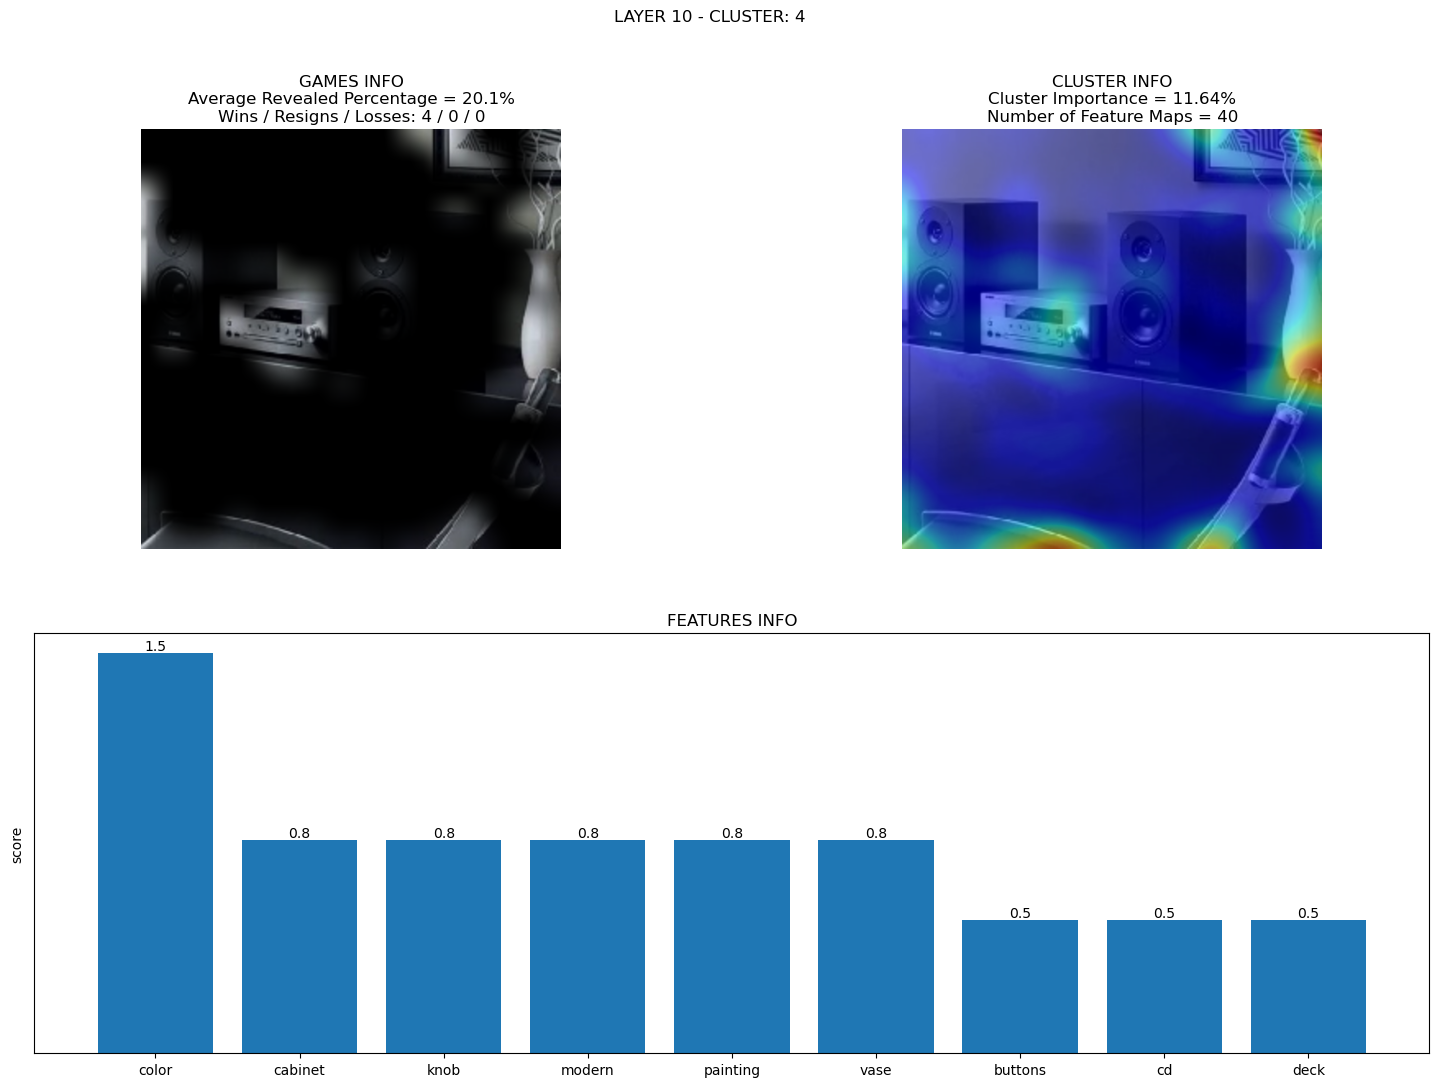 LAYER 10 - CLUSTER: 4
GAMES INFO
Average Revealed Percentage = 20.1%
Wins / Resigns / Losses: 4 / 0 / 0
CLUSTER INFO
Cluster Importance = 11.64%
Number of Feature Maps = 40
FEATURES INFO
score
1.5
0.8
0.8
0.8
0.8
0.8
0.5
0.5
0.5
color
cabinet
knob
modern
painting
vase
buttons
cd
deck